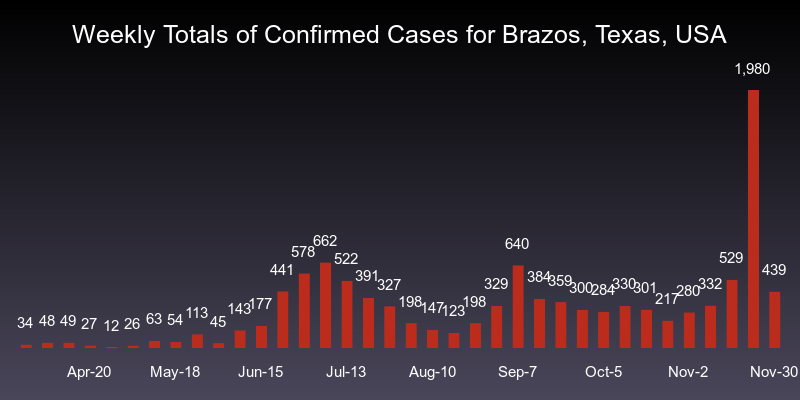 Weekly Totals of Confirmed Cases for Brazos, Texas, USA
34 48 49 27 12 26 63 54 113 45 143 177 441 578 662 522 391 327 198 147 123 198 329 640 384 359 300 284 330 301 217 280 332 529 1,980 439
Apr-20 May-18 Jun-15 Jul-13 Aug-10 Sep-7 Oct-5 Nov-2 Nov-30